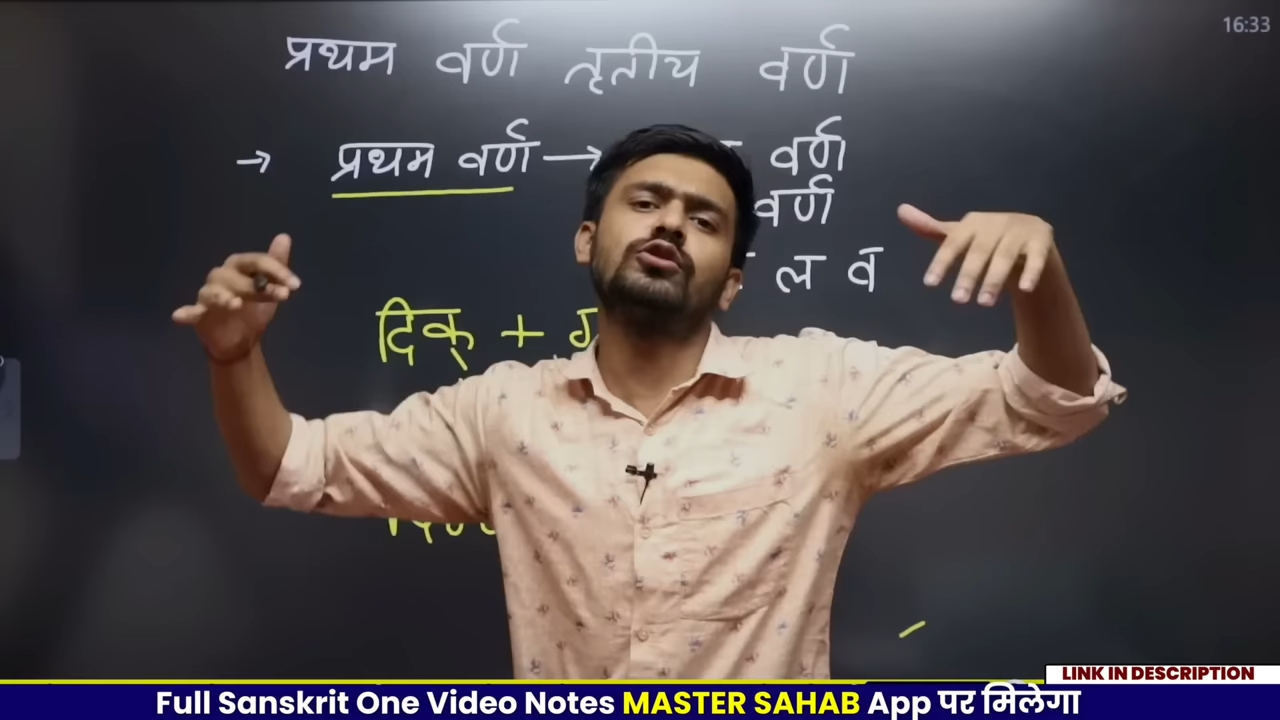 16:33
प्रथम वर्ण तृतीय वर्ण
→ प्रथम वर्ण → वर्ण
वर्ण
ल व
दिक् +
LINK IN DESCRIPTION
Full Sanskrit One Video Notes MASTER SAHAB App पर मिलेगा